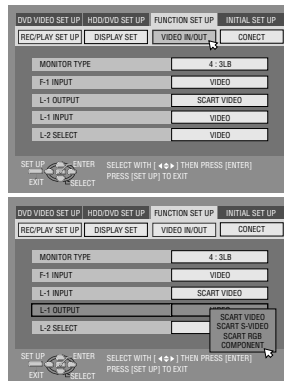 DVD VIDEO SET UP HDD/DVD SET UP FUNCTION SET UP INITIAL SET UP
REC/PLAY SET UP DISPLAY SET VIDEO IN/OUT CONECT
MONITOR TYPE 4 : 3LB
F-1 INPUT VIDEO
L-1 OUTPUT SCART VIDEO
L-1 INPUT VIDEO
L-2 SELECT VIDEO
SET UP ENTER SELECT WITH [ ] THEN PRESS [ENTER]
EXIT SELECT PRESS [SET UP] TO EXIT
DVD VIDEO SET UP HDD/DVD SET UP FUNCTION SET UP INITIAL SET UP
REC/PLAY SET UP DISPLAY SET VIDEO IN/OUT CONECT
MONITOR TYPE 4 : 3LB
F-1 INPUT VIDEO
L-1 INPUT SCART VIDEO
L-1 OUTPUT
SCART VIDEO
SCART S-VIDEO
SCART RGB
COMPONENT
L-2 SELECT
SET UP ENTER SELECT WITH [ ] THEN PRESS [ENTER]
EXIT SELECT PRESS [SET UP] TO EXIT